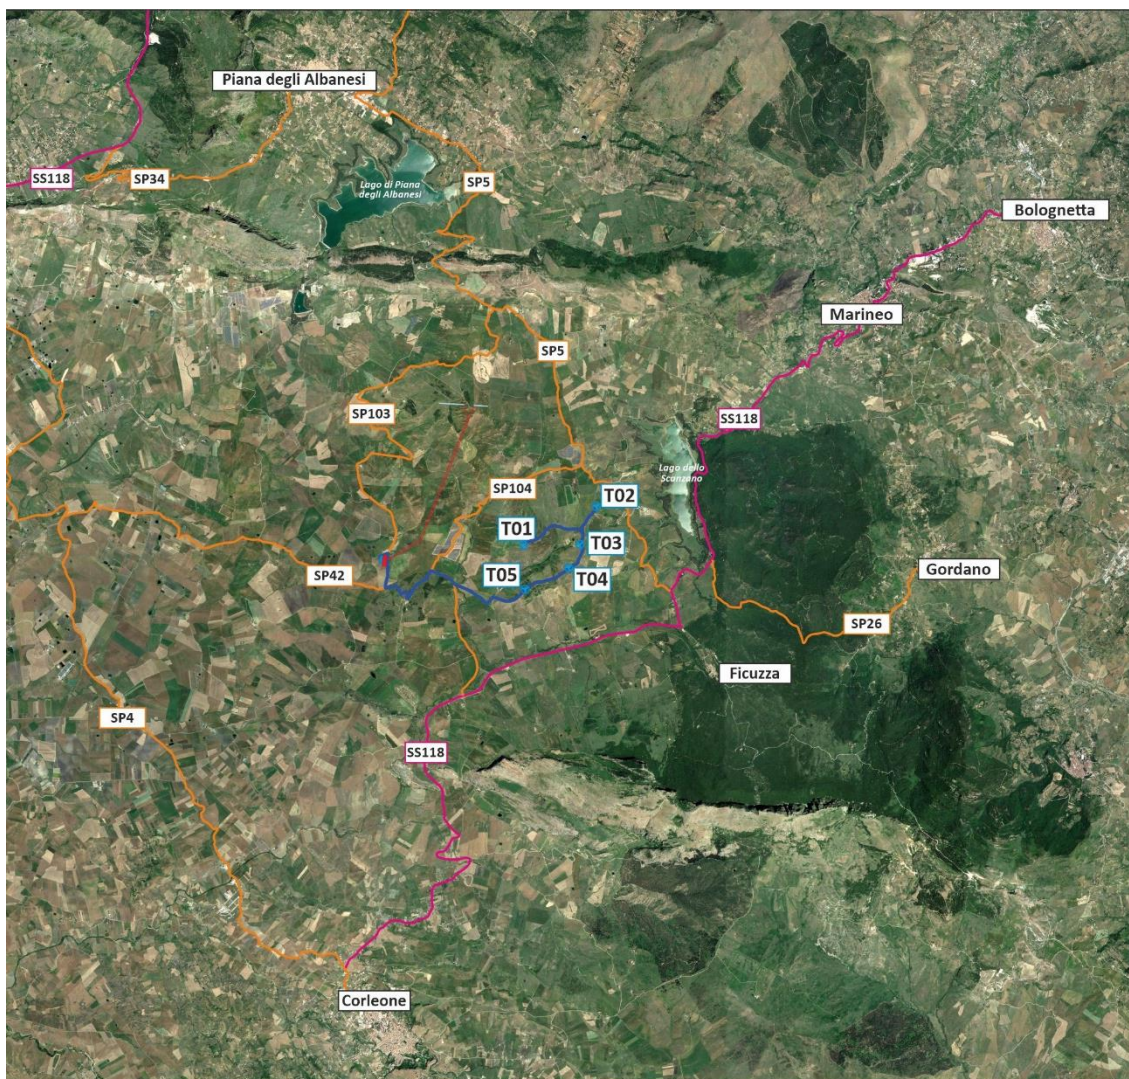 Piana degli Albanesi
SS118
SP34
Lago di Piana
degli Albanesi
SP5
Bolognetta
Marineo
SP5
SP103
SS118
Lago dello
Scanzano
SP104
T02
T01
T03
T05
T04
SP42
Gordano
SP26
Ficuzza
SP4
SS118
Corleone